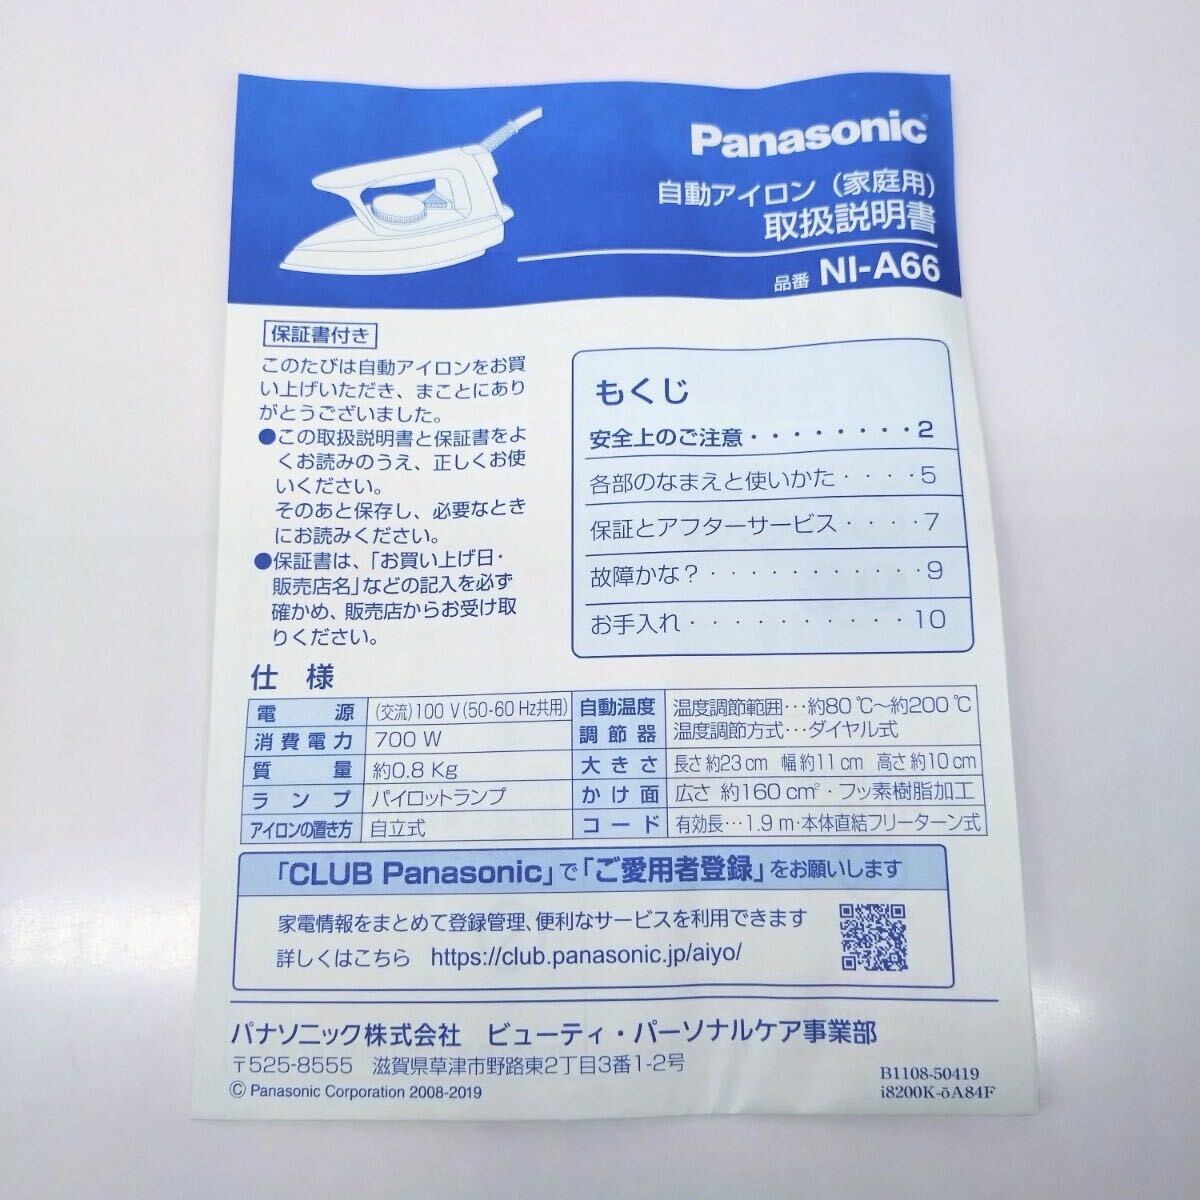 Panasonic
自動アイロン（家庭用）
取扱説明書
品番 NI-A66
保証書付き
このたびは自動アイロンをお買
い上げいただき、まことにあり
がとうございました。
●この取扱説明書と保証書をよ
くお読みのうえ、正しくお使
いください。
そのあと保存し、必要なとき
にお読みください。
●保証書は、「お買い上げ日・
販売店名」などの記入を必ず
確かめ、販売店からお受け取
りください。
もくじ
安全上のご注意・・・・・・・・2
各部のなまえと使いかた・・・・5
保証とアフターサービス・・・・7
故障かな？・・・・・・・・・・・9
お手入れ・・・・・・・・・・・10
仕 様
電 源 (交流)100 V(50-60 Hz共用)
消費電力 700 W
質 量 約0.8 Kg
ランプ パイロットランプ
アイロンの置き方 自立式
自動温度 温度調節範囲…約80 ℃～約200 ℃
調節器 温度調節方式…ダイヤル式
大きさ 長さ 約23 cm 幅 約11 cm 高さ 約10 cm
かけ面 広さ 約160 cm²・フッ素樹脂加工
コード 有効長…1.9 m・本体直結フリーターン式
「CLUB Panasonic」で「ご愛用者登録」をお願いします
家電情報をまとめて登録管理、便利なサービスを利用できます
詳しくはこちら https://club.panasonic.jp/aiyo/
パナソニック株式会社 ビューティ・パーソナルケア事業部
〒525-8555 滋賀県草津市野路東2丁目3番1-2号
© Panasonic Corporation 2008-2019
B1108-50419
i8200K-ōA84F